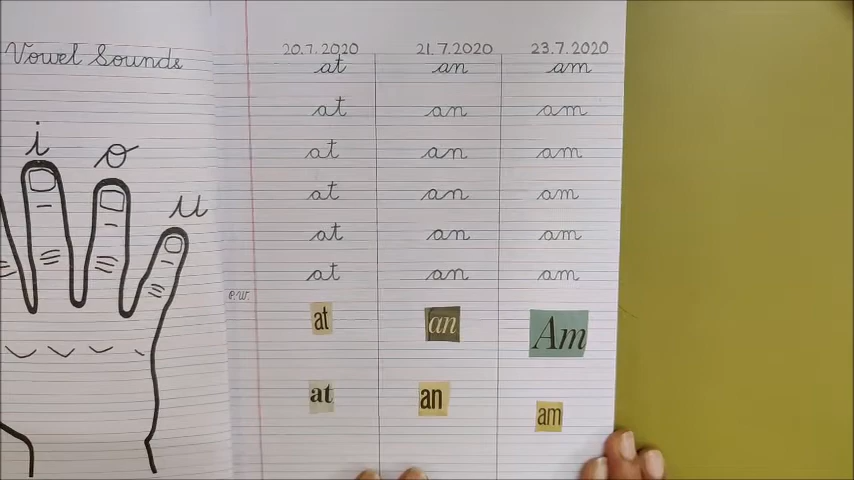 Vowel Sounds
i o u
20.7.2020 21.7.2020 23.7.2020
at an am
at an am
at an am
at an am
at an am
at an am
P.W.
at an Am
at an am